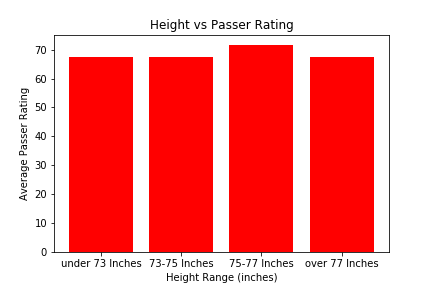 Height vs Passer Rating
70
60
50
40
30
20
10
0
Average Passer Rating
under 73 Inches 73-75 Inches 75-77 Inches over 77 Inches
Height Range (inches)